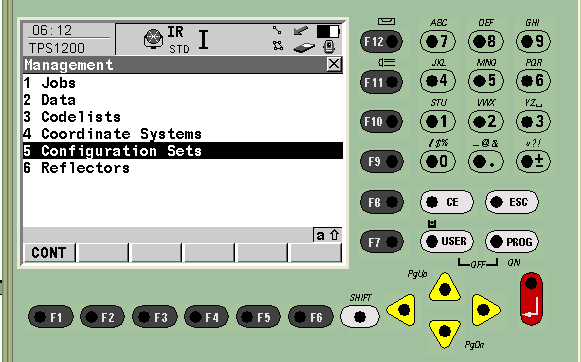 06:12
TPS1200
IR
STD
I
Management
1 Jobs
2 Data
3 Codelists
4 Coordinate Systems
5 Configuration Sets
6 Reflectors
a
CONT
F12
F11
F10
F9
F8
F7
ABC DEF GHI
7 8 9
JKL MNO PQR
4 5 6
STU VWX YZ
1 2 3
/$% _@& *?!
0 . ±
CE ESC
USER PROG
OFF ON
PgUp
PgDn
SHIFT
F1 F2 F3 F4 F5 F6